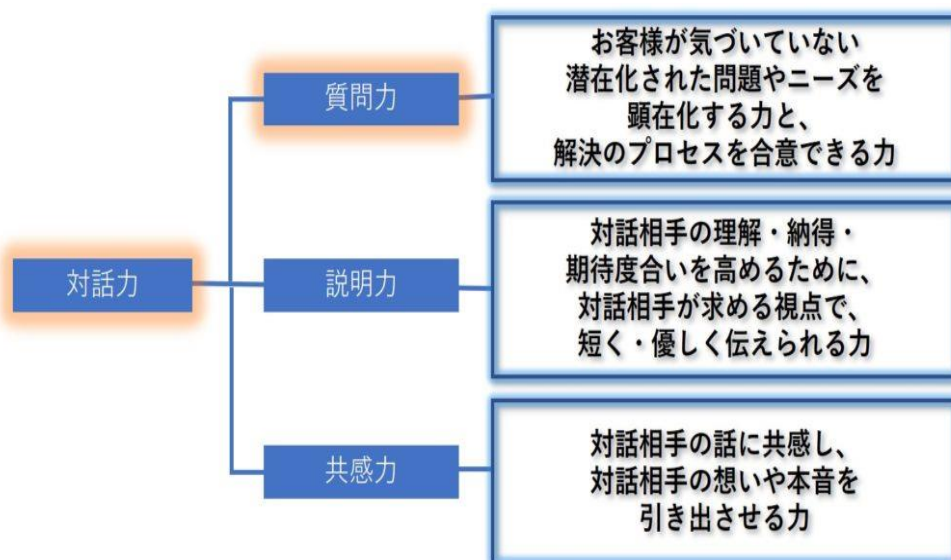 対話力
質問力
お客様が気づいていない
潜在化された問題やニーズを
顕在化する力と、
解決のプロセスを合意できる力
説明力
対話相手の理解・納得・
期待度合いを高めるために、
対話相手が求める視点で、
短く・優しく伝えられる力
共感力
対話相手の話に共感し、
対話相手の想いや本音を
引き出させる力